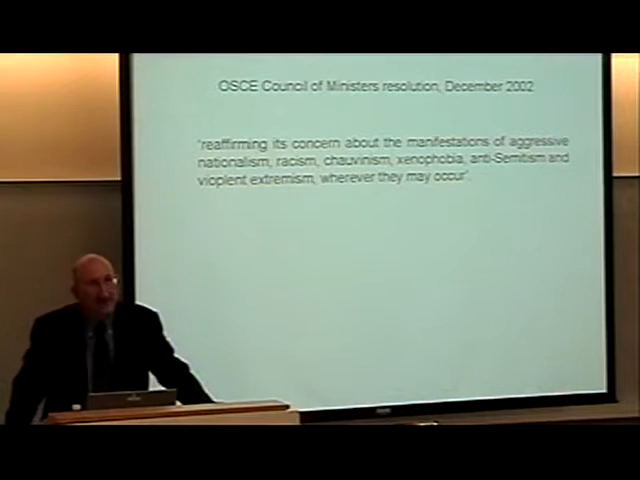 OSCE Council of Ministers resolution, December 2002
'reaffirming its concern about the manifestations of aggressive
nationalism, racism, chauvinism, xenophobia, anti-Semitism and
vioplent extremism, wherever they may occur'.